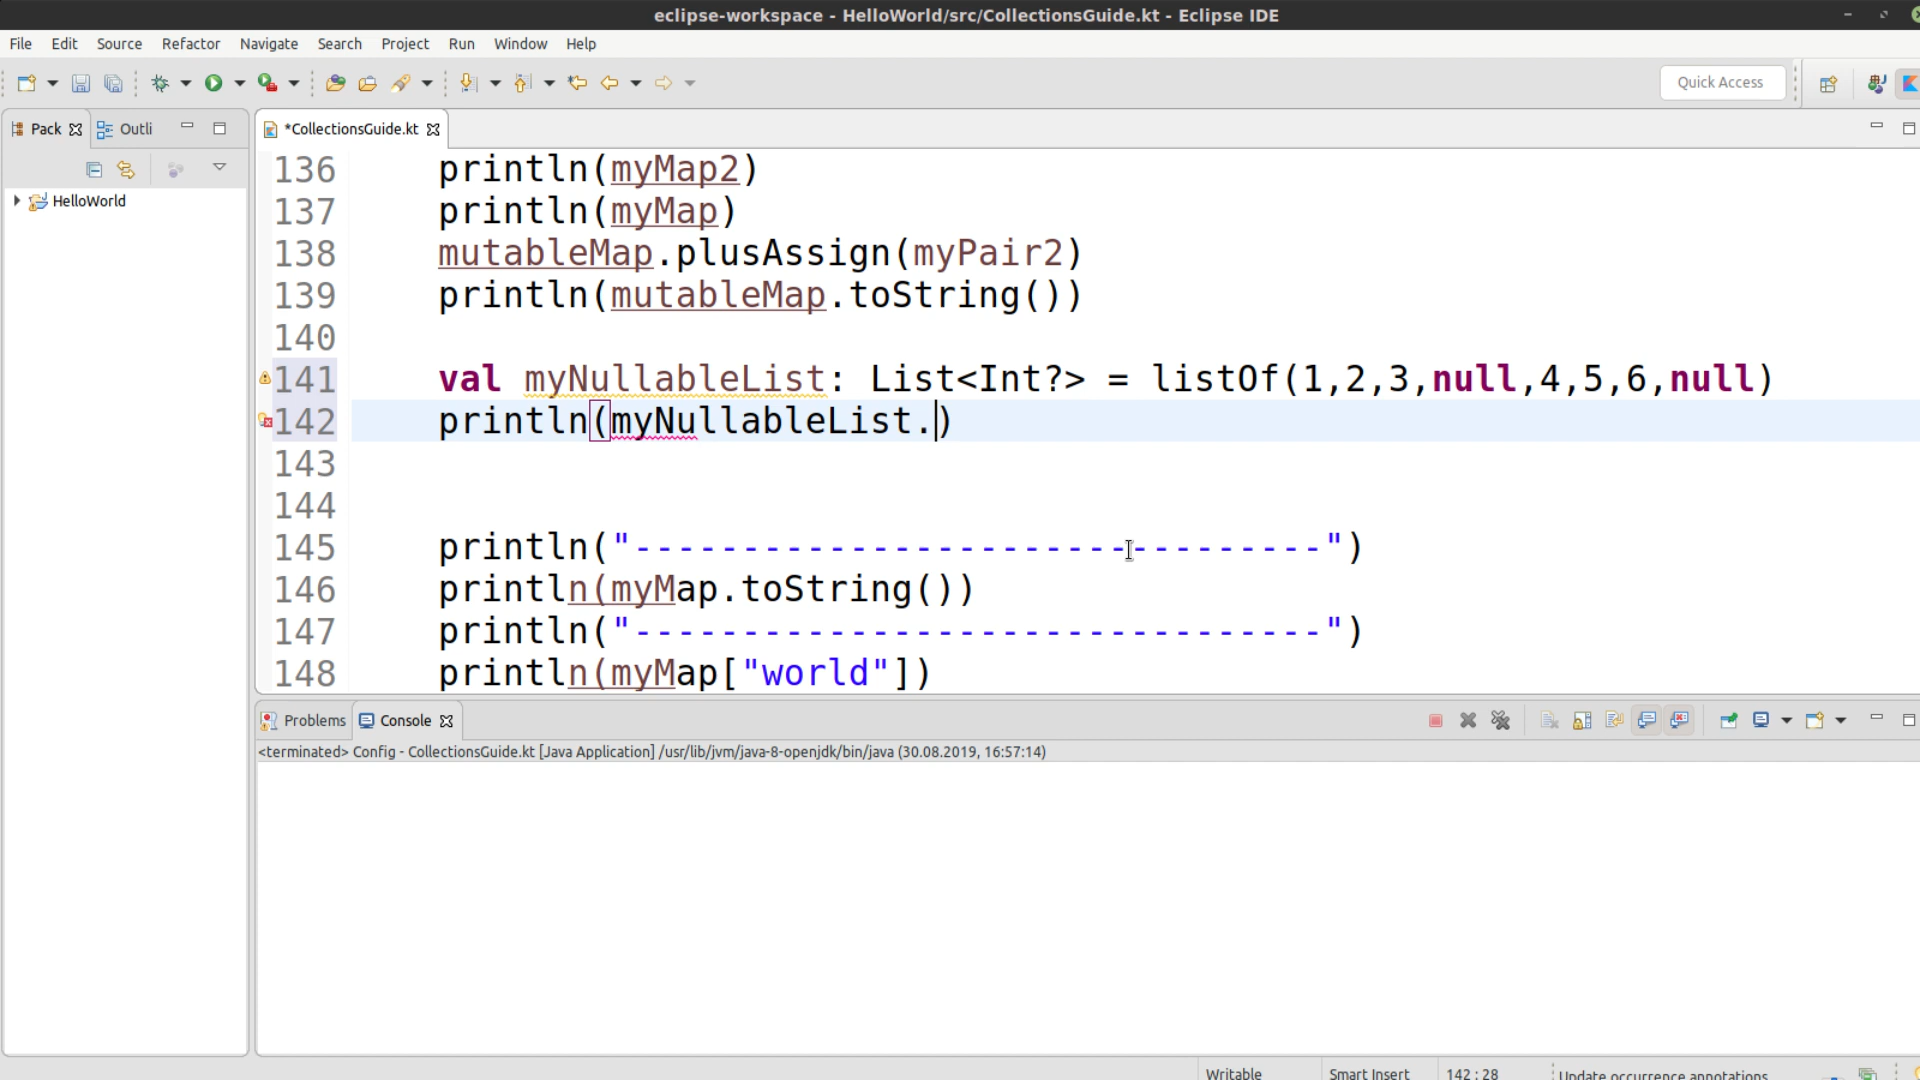 eclipse-workspace - HelloWorld/src/CollectionsGuide.kt - Eclipse IDE
File Edit Source Refactor Navigate Search Project Run Window Help
Quick Access
Pack Outli
*CollectionsGuide.kt
HelloWorld
136 println(myMap2)
137 println(myMap)
138 mutableMap.plusAssign(myPair2)
139 println(mutableMap.toString())
140
141 val myNullableList: List<Int?> = listOf(1,2,3,null,4,5,6,null)
142 println(myNullableList.)
143
144
145 println("--------------------------------")
146 println(myMap.toString())
147 println("--------------------------------")
148 println(myMap["world"])
Problems Console
<terminated> Config - CollectionsGuide.kt [Java Application] /usr/lib/jvm/java-8-openjdk/bin/java (30.08.2019, 16:57:14)
Writable Smart Insert 142 : 28 Update occurrence annotations